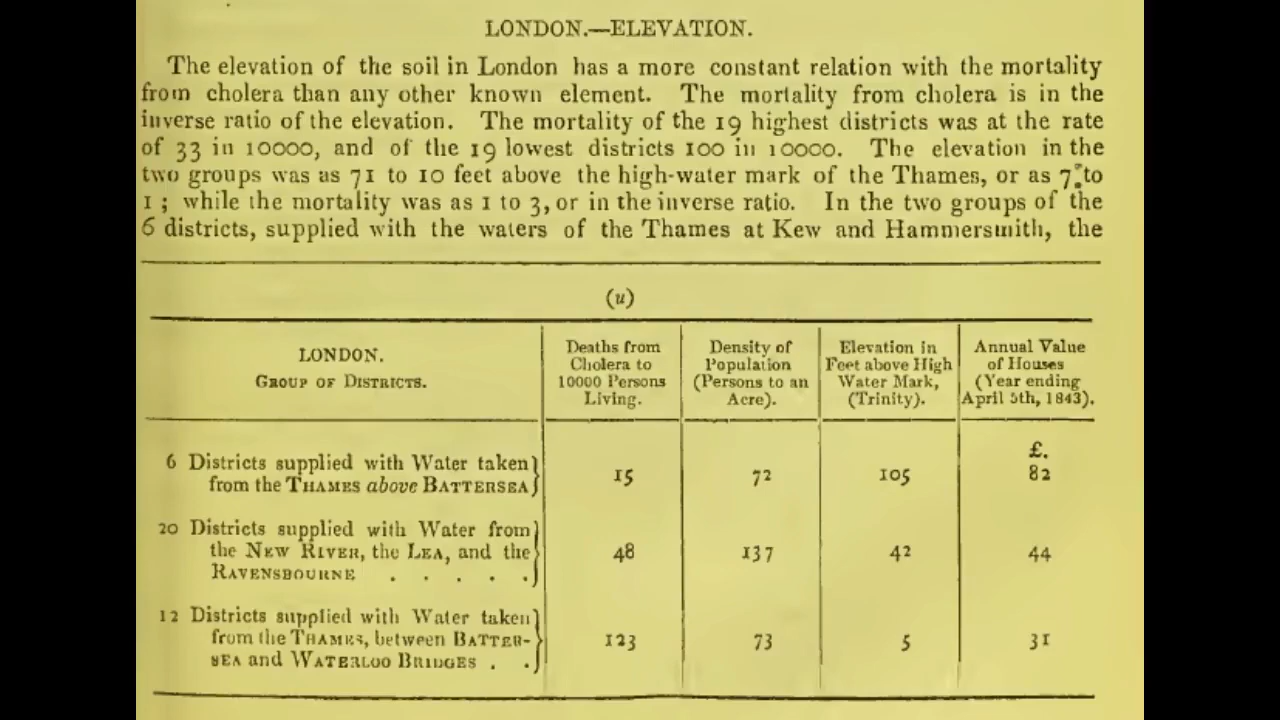 LONDON.—ELEVATION.
The elevation of the soil in London has a more constant relation with the mortality
from cholera than any other known element. The mortality from cholera is in the
inverse ratio of the elevation. The mortality of the 19 highest districts was at the rate
of 33 in 10000, and of the 19 lowest districts 100 in 10000. The elevation in the
two groups was as 71 to 10 feet above the high-water mark of the Thames, or as 7 to
1; while the mortality was as 1 to 3, or in the inverse ratio. In the two groups of the
6 districts, supplied with the waters of the Thames at Kew and Hammersmith, the
(u)
LONDON.
GROUP OF DISTRICTS.
Deaths from
Cholera to
10000 Persons
Living.
Density of
Population
(Persons to an
Acre).
Elevation in
Feet above High
Water Mark,
(Trinity).
Annual Value
of Houses
(Year ending
April 5th, 1843).
£.
6 Districts supplied with Water taken
from the THAMES above BATTERSEA
15 72 105 82
20 Districts supplied with Water from
the NEW RIVER, the LEA, and the
RAVENSBOURNE . . . . .
48 137 42 44
12 Districts supplied with Water taken
from the THAMES, between BATTER-
SEA and WATERLOO BRIDGES . .
123 73 5 31